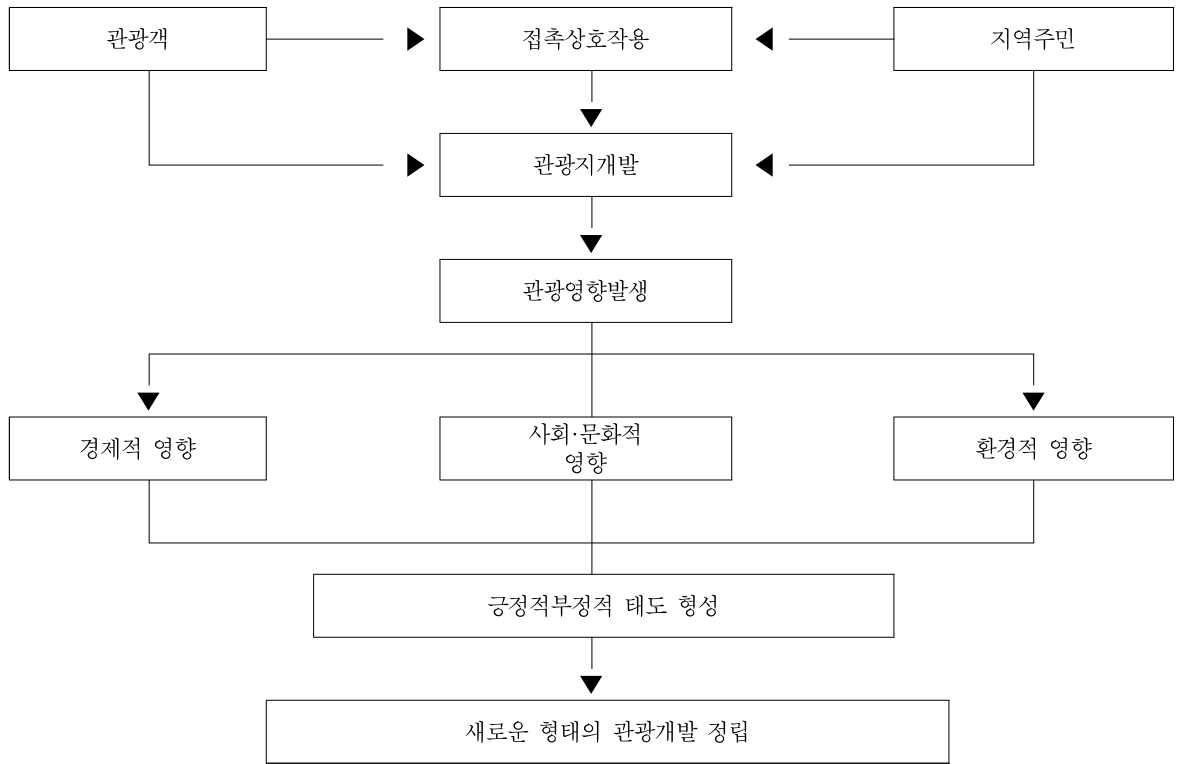 관광객
접촉상호작용
지역주민
관광지개발
관광영향발생
경제적 영향
사회·문화적
영향
환경적 영향
긍정적부정적 태도 형성
새로운 형태의 관광개발 정립